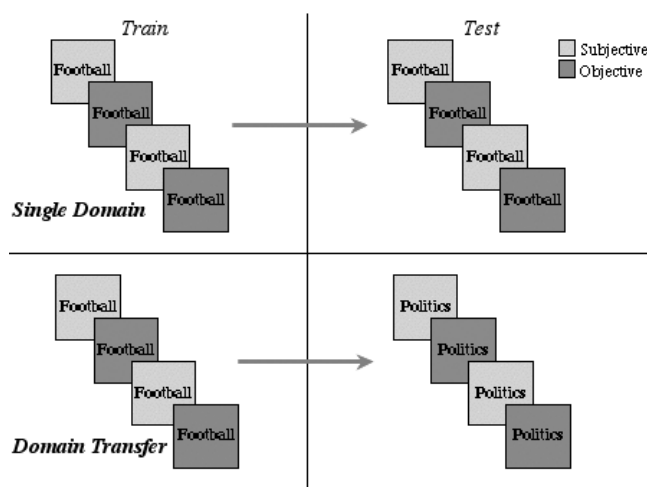 Train
Test
Subjective
Objective
Football
Football
Football
Football
Football
Football
Football
Football
Single Domain
Football
Football
Football
Football
Politics
Politics
Politics
Politics
Domain Transfer